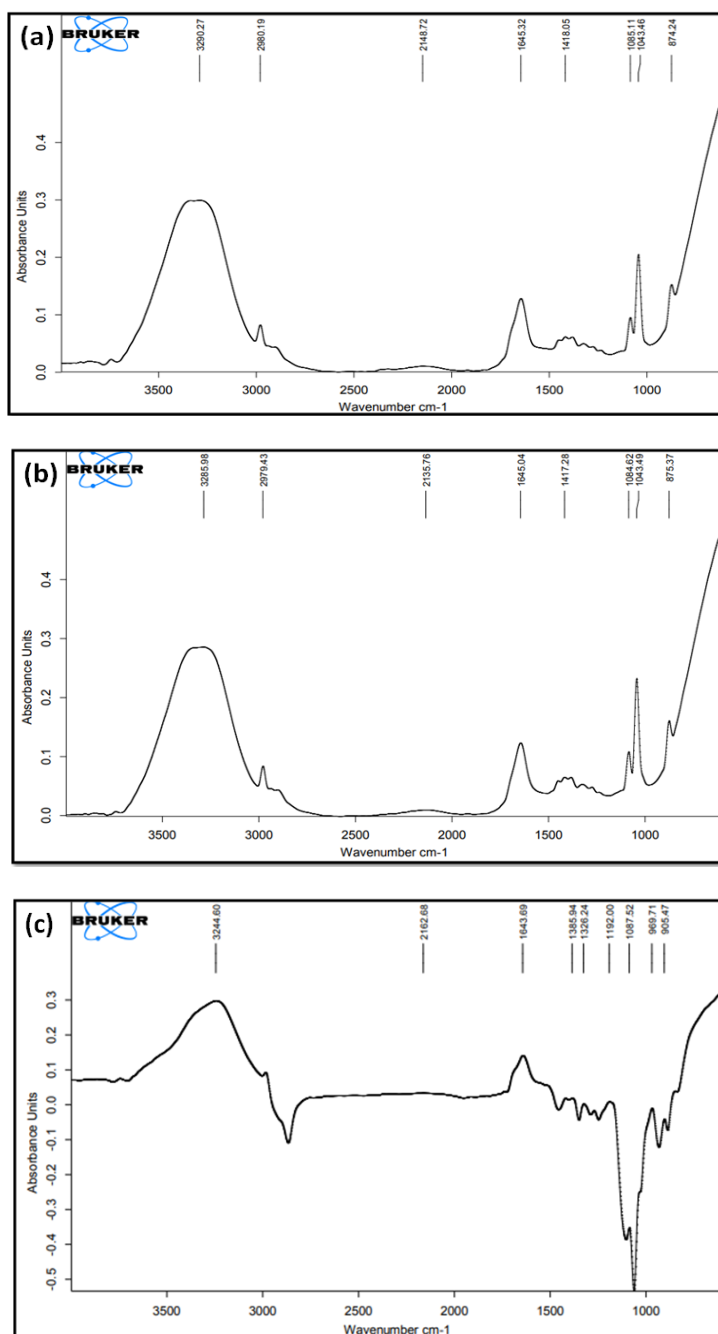 (a) BRUKER
3290.27 2980.19 2148.72 1645.32 1418.05 1085.11 1043.46 874.24
Absorbance Units
0.4
0.3
0.2
0.1
0.0
3500 3000 2500 2000 1500 1000
Wavenumber cm-1
(b) BRUKER
3285.98 2979.43 2135.76 1645.04 1417.28 1084.62 1043.49 875.37
Absorbance Units
0.4
0.3
0.2
0.1
0.0
3500 3000 2500 2000 1500 1000
Wavenumber cm-1
(c) BRUKER
3244.60 2162.68 1643.69 1385.94 1326.24 1192.00 1087.52 969.71 905.47
Absorbance Units
0.3
0.2
0.1
0.0
-0.1
-0.2
-0.3
-0.4
-0.5
3500 3000 2500 2000 1500 1000
Wavenumber cm-1